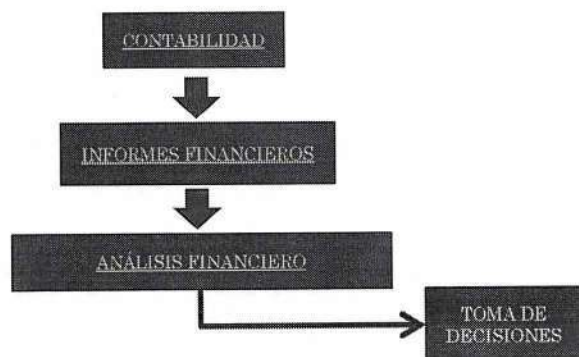 CONTABILIDAD
INFORMES FINANCIEROS
ANÁLISIS FINANCIERO
TOMA DE
DECISIONES